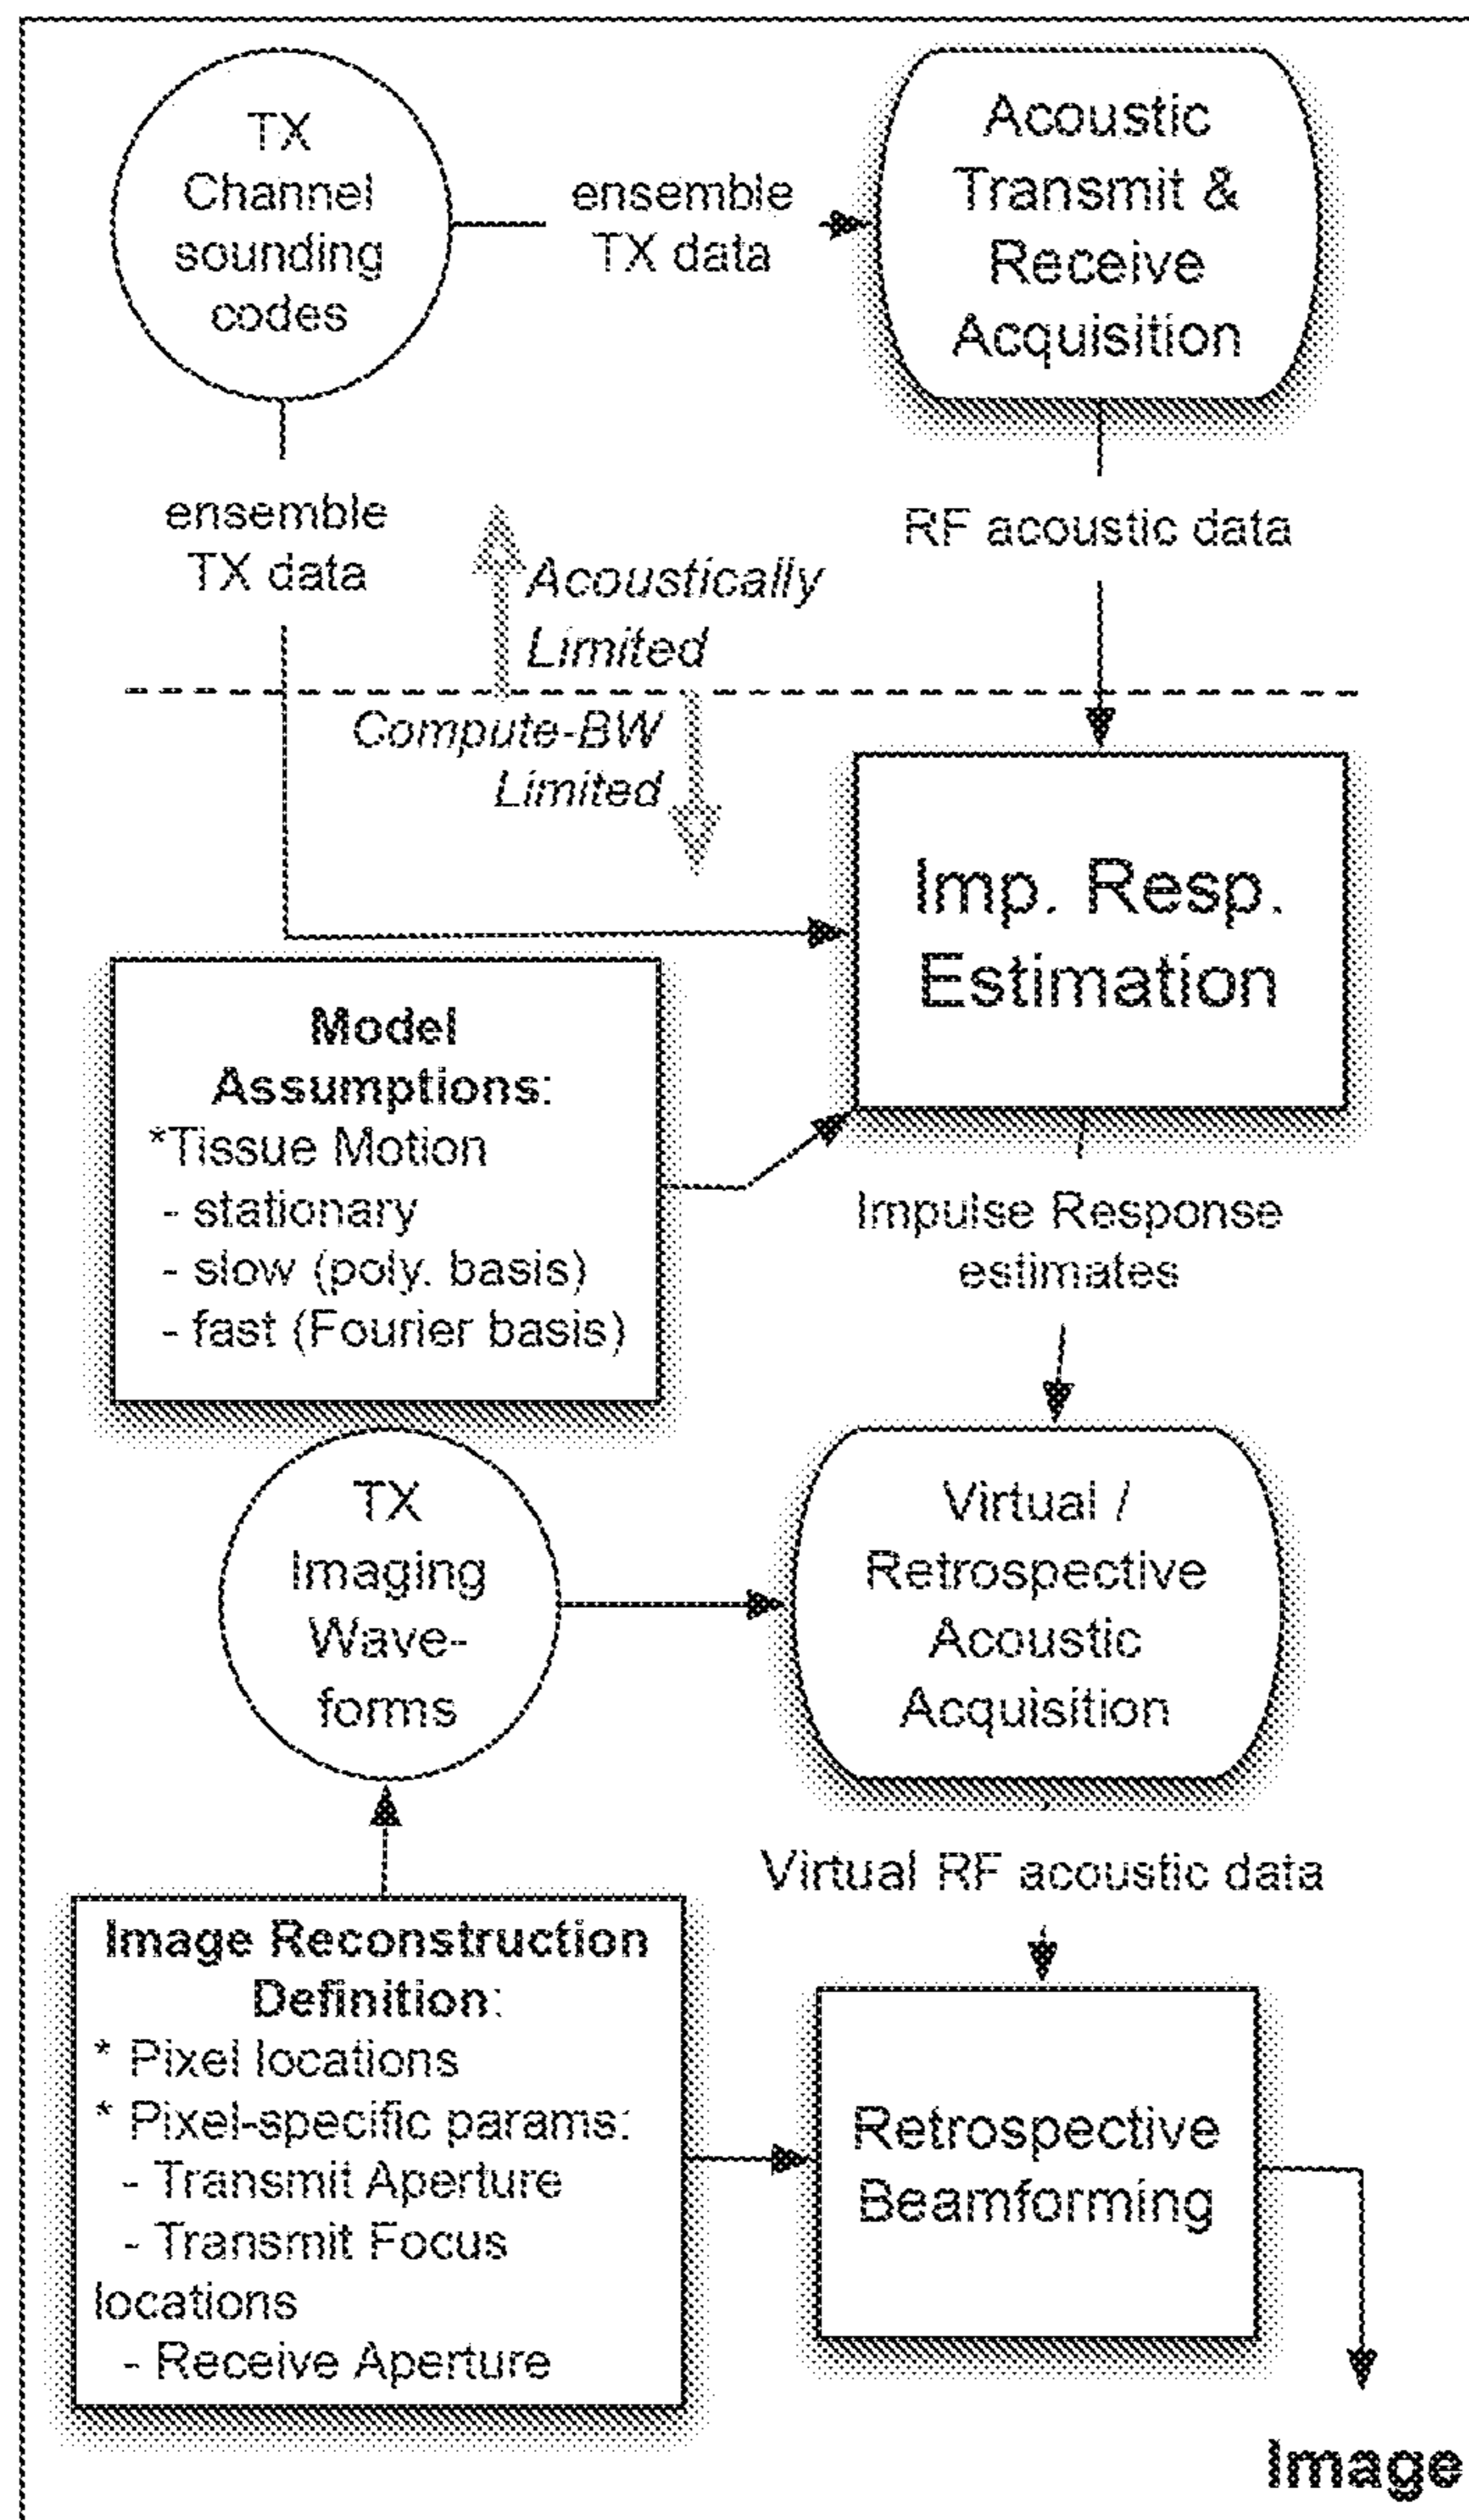 TX
Channel
sounding
codes
ensemble
TX data
Acoustic
Transmit &
Receive
Acquisition
ensemble
TX data
RF acoustic data
Acoustically
Limited
Compute-BW
Limited
Imp. Resp.
Estimation
Model
Assumptions:
*Tissue Motion
- stationary
- slow (poly. basis)
- fast (Fourier basis)
Impulse Response
estimates
TX
Imaging
Wave-
forms
Virtual /
Retrospective
Acoustic
Acquisition
Virtual RF acoustic data
Image Reconstruction
Definition:
* Pixel locations
* Pixel-specific params:
- Transmit Aperture
- Transmit Focus
locations
- Receive Aperture
Retrospective
Beamforming
Image